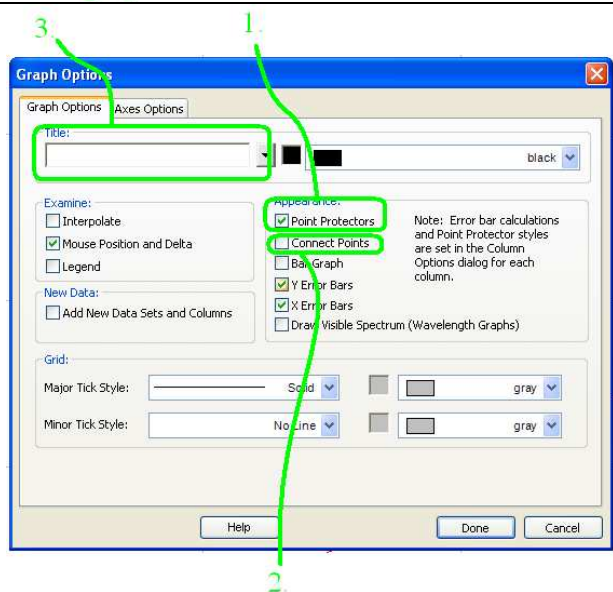 3.
1.
Graph Options
Graph Options
Axes Options
Title:
black
Examine:
Interpolate
Mouse Position and Delta
Legend
New Data:
Add New Data Sets and Columns
Appearance:
Point Protectors
Connect Points
Bar Graph
Y Error Bars
X Error Bars
Draw Visible Spectrum (Wavelength Graphs)
Note: Error bar calculations
and Point Protector styles
are set in the Column
Options dialog for each
column.
Grid:
Major Tick Style:
Solid
gray
Minor Tick Style:
No Line
gray
Help
Done
Cancel
2.